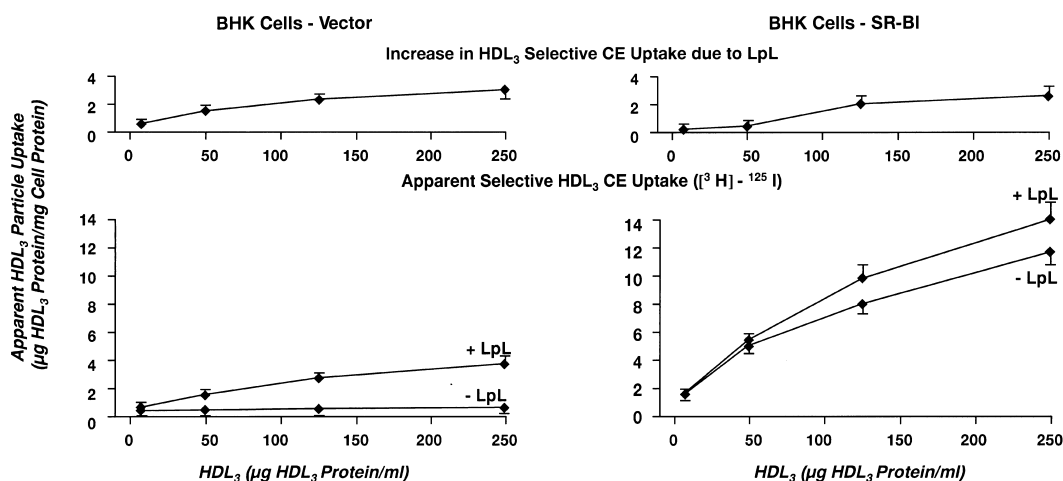 BHK Cells - Vector
BHK Cells - SR-BI
Increase in HDL₃ Selective CE Uptake due to LpL
4
2
0
0 50 100 150 200 250
4
2
0
0 50 100 150 200 250
Apparent Selective HDL₃ CE Uptake ([³ H] - ¹²⁵ I)
Apparent HDL₃ Particle Uptake
(µg HDL₃ Protein/mg Cell Protein)
14
12
10
8
6
4
2
0
+ LpL
- LpL
0 50 100 150 200 250
HDL₃ (µg HDL₃ Protein/ml)
14
12
10
8
6
4
2
0
+ LpL
- LpL
0 50 100 150 200 250
HDL₃ (µg HDL₃ Protein/ml)